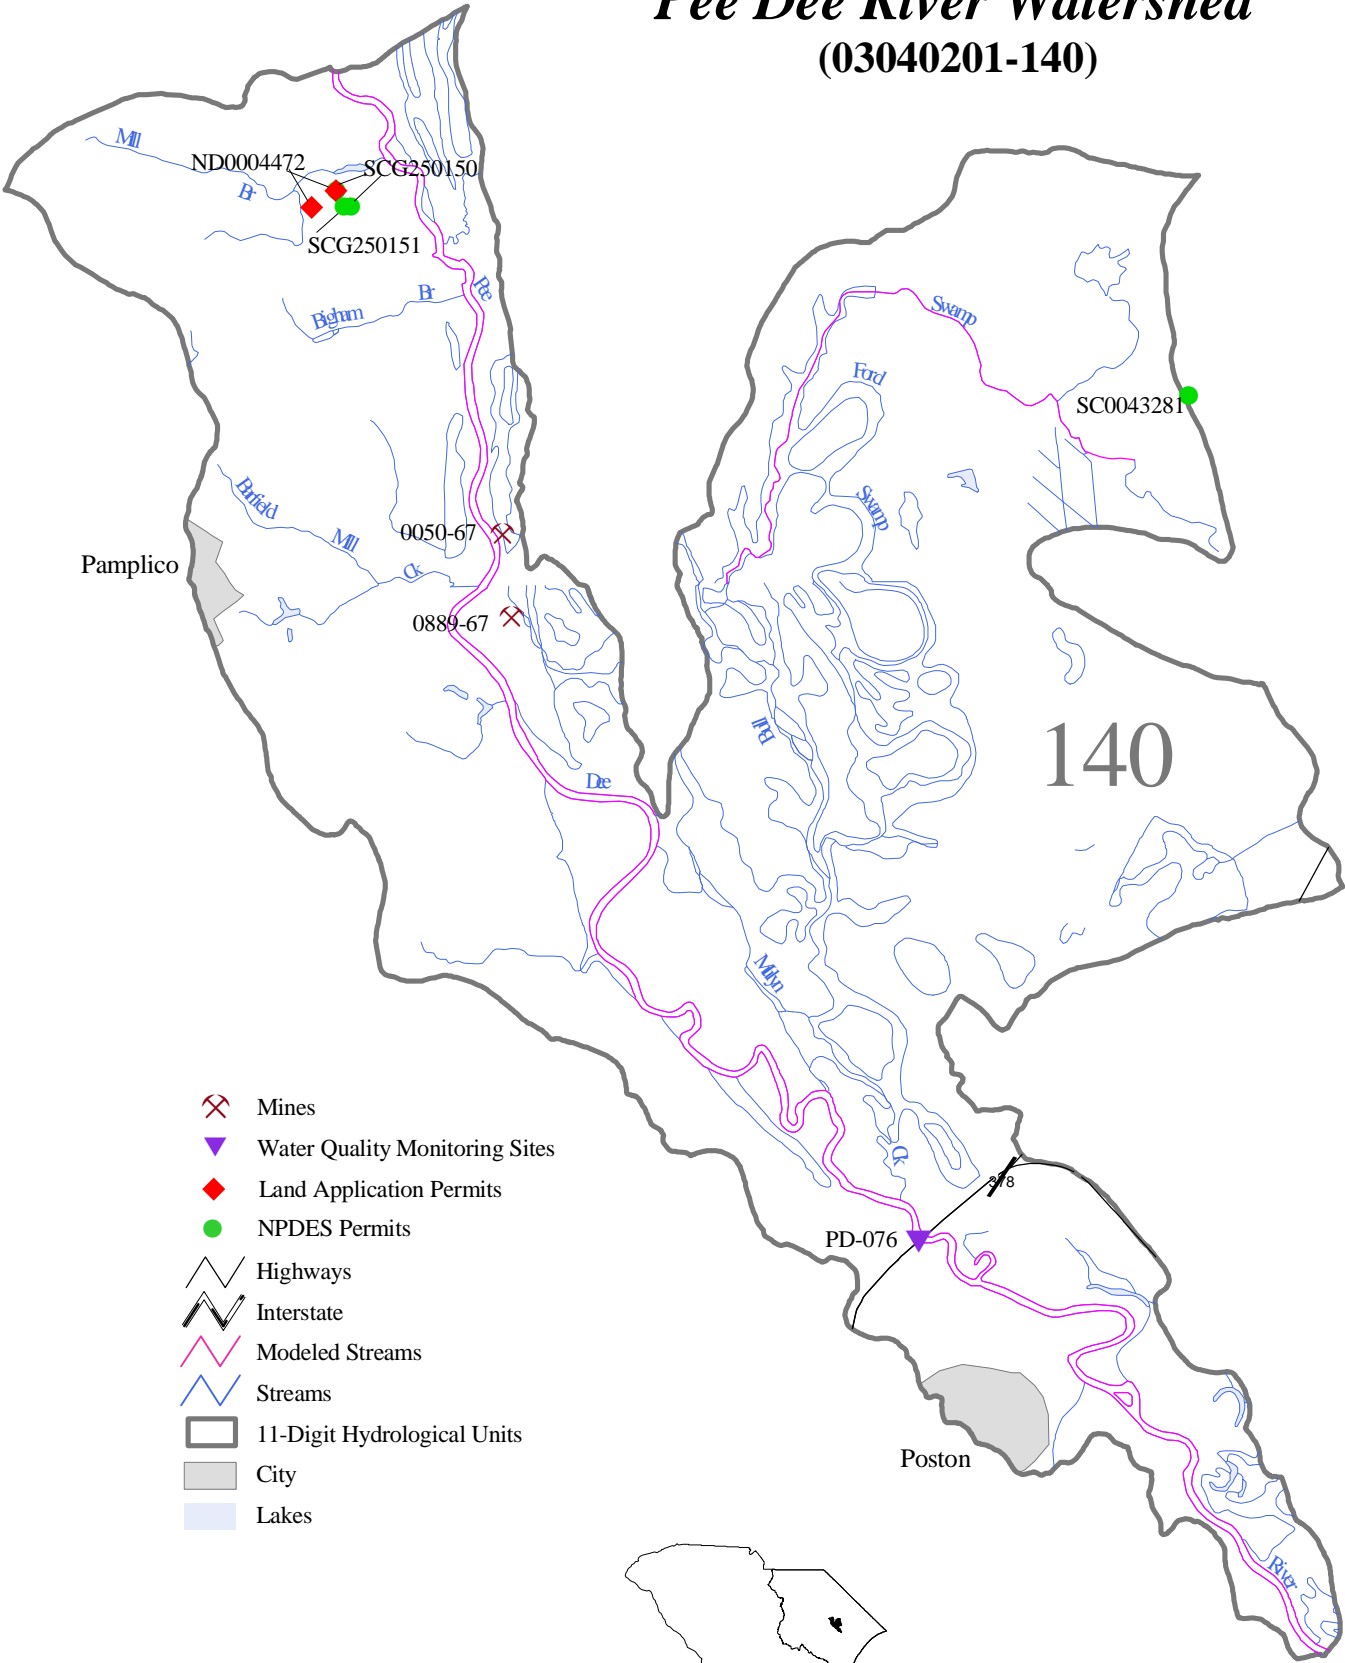 Pee Dee River Watershed
(03040201-140)
Mill
Br
ND0004472
SCG250150
SCG250151
Pee
Br
Bigham
Swamp
Ford
SC0043281
Swamp
Barfield
Mill
Ck
0050-67
Pamplico
0889-67
Bull
140
Dee
Milyn
Ck
378
PD-076
Poston
River
Mines
Water Quality Monitoring Sites
Land Application Permits
NPDES Permits
Highways
Interstate
Modeled Streams
Streams
11-Digit Hydrological Units
City
Lakes